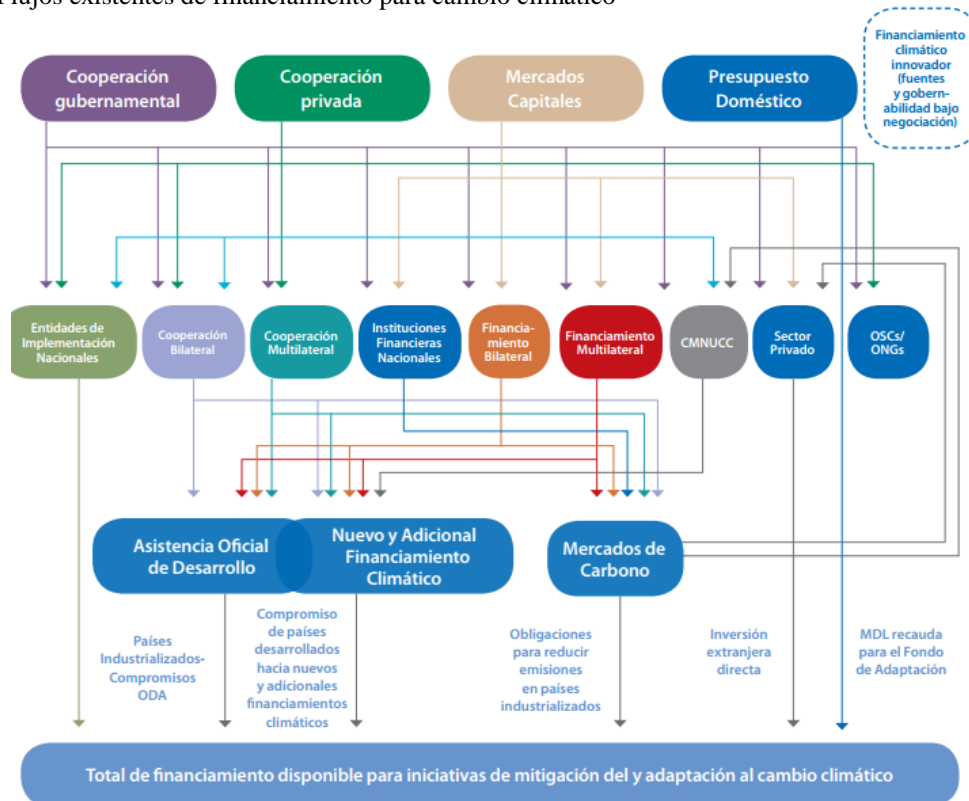 Flujos existentes de financiamiento para cambio climático
Financiamiento
climático
innovador
(fuentes
y gobern-
abilidad bajo
negociación)
Cooperación
gubernamental
Cooperación
privada
Mercados
Capitales
Presupuesto
Doméstico
Entidades de
Implementación
Nacionales
Cooperación
Bilateral
Cooperación
Multilateral
Instituciones
Financieras
Nacionales
Financia-
miento
Bilateral
Financiamiento
Multilateral
CMNUCC
Sector
Privado
OSCs/
ONGs
Asistencia Oficial
de Desarrollo
Nuevo y Adicional
Financiamiento
Climático
Mercados de
Carbono
Países
Industrializados-
Compromisos
ODA
Compromiso
de países
desarrollados
hacia nuevos
y adicionales
financiamientos
climáticos
Obligaciones
para reducir
emisiones
en países
industrializados
Inversión
extranjera
directa
MDL recauda
para el Fondo
de Adaptación
Total de financiamiento disponible para iniciativas de mitigación del y adaptación al cambio climático